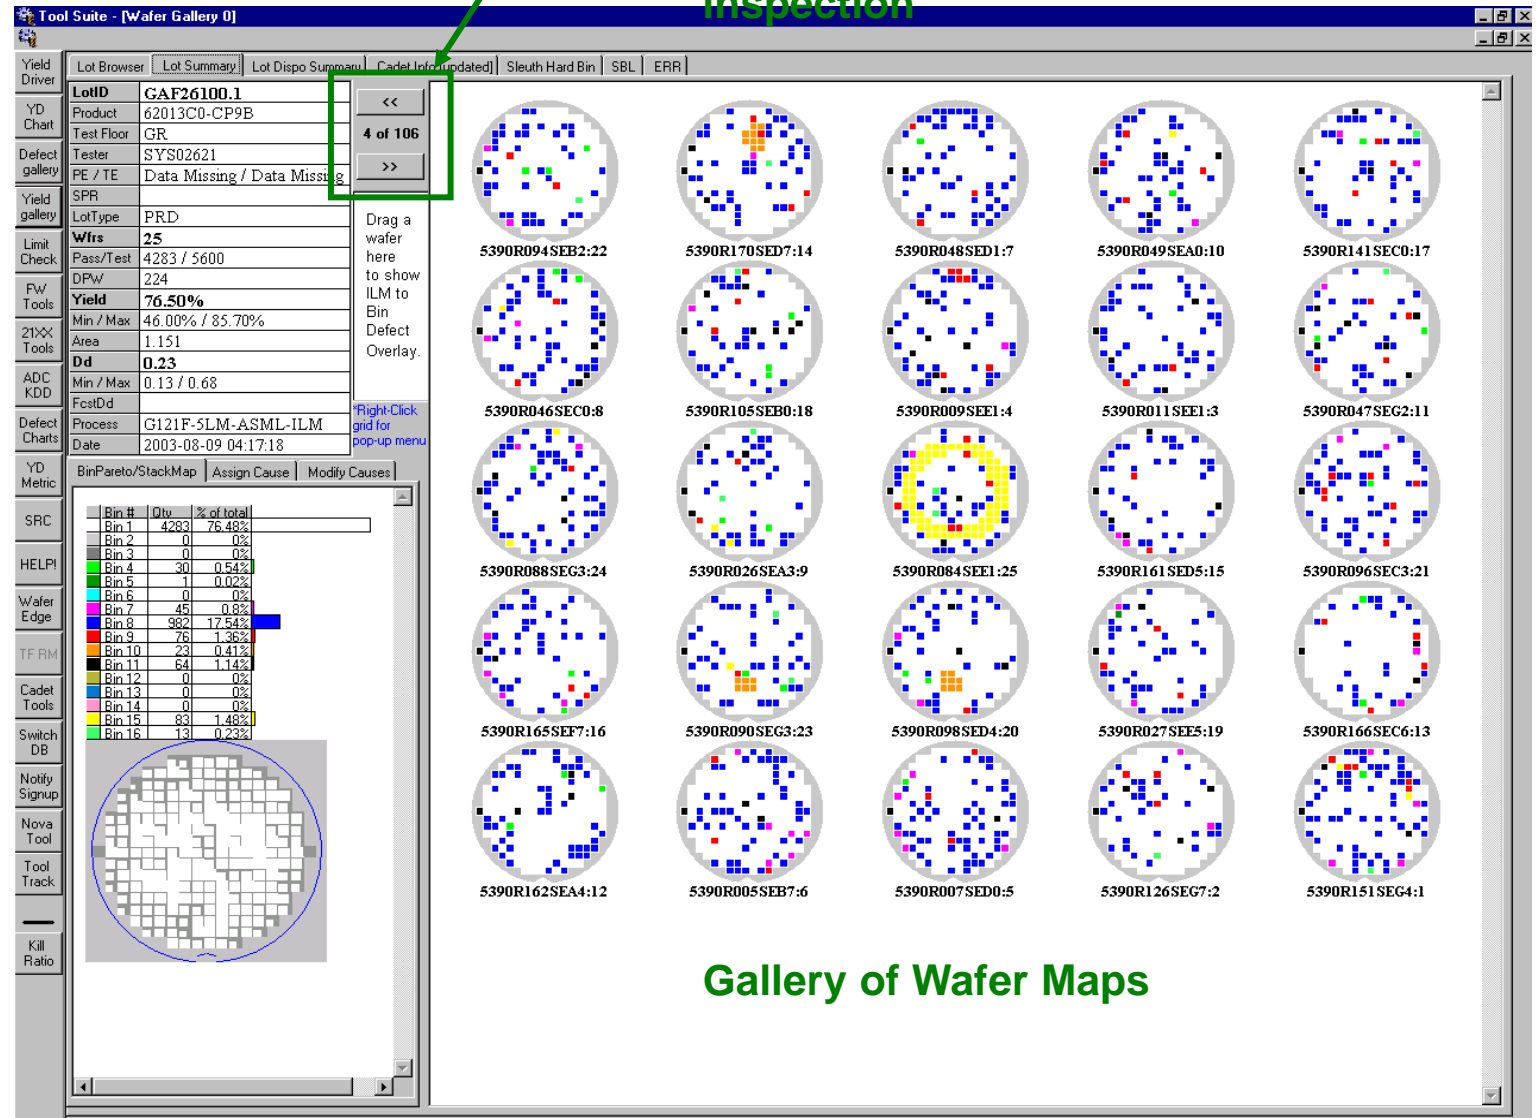 Inspection
Tool Suite - [Wafer Gallery 0]
Yield Driver
YD Chart
Defect gallery
Yield gallery
Limit Check
FW Tools
21XX Tools
ADC KDD
Defect Charts
YD Metric
SRC
HELP!
Wafer Edge
TF RM
Cadet Tools
Switch DB
Notify Signup
Nova Tool
Tool Track
Kill Ratio
Lot Browser Lot Summary Lot Dispo Summary Cadet Info [updated] Sleuth Hard Bin SBL ERR
LotID GAF26100.1
Product 62013C0-CP9B
Test Floor GR
Tester SYS02621
PE / TE Data Missing / Data Missing
SPR
LotType PRD
Wfrs 25
Pass/Test 4283 / 5600
DPW 224
Yield 76.50%
Min / Max 46.00% / 85.70%
Area 1.151
Dd 0.23
Min / Max 0.13 / 0.68
FcstDd
Process G121F-5LM-ASML-ILM
Date 2003-08-09 04:17:18
<<
4 of 106
>>
Drag a
wafer
here
to show
ILM to
Bin
Defect
Overlay.
*Right-Click
grid for
pop-up menu
BinPareto/StackMap Assign Cause Modify Causes
Bin # Qty % of total
Bin 1 4283 76.48%
Bin 2 0 0%
Bin 3 0 0%
Bin 4 30 0.54%
Bin 5 1 0.02%
Bin 6 0 0%
Bin 7 45 0.8%
Bin 8 982 17.54%
Bin 9 76 1.36%
Bin 10 23 0.41%
Bin 11 64 1.14%
Bin 12 0 0%
Bin 13 0 0%
Bin 14 0 0%
Bin 15 83 1.48%
Bin 16 13 0.23%
5390R094SEB2:22 5390R170SED7:14 5390R048SED1:7 5390R049SEA0:10 5390R141SEC0:17
5390R046SEC0:8 5390R105SEB0:18 5390R009SEE1:4 5390R011SEE1:3 5390R047SEG2:11
5390R088SEG3:24 5390R026SEA3:9 5390R084SEE1:25 5390R161SED5:15 5390R096SEC3:21
5390R165SEF7:16 5390R090SEG3:23 5390R098SED4:20 5390R027SEE5:19 5390R166SEC6:13
5390R162SEA4:12 5390R005SEB7:6 5390R007SED0:5 5390R126SEG7:2 5390R151SEG4:1
Gallery of Wafer Maps